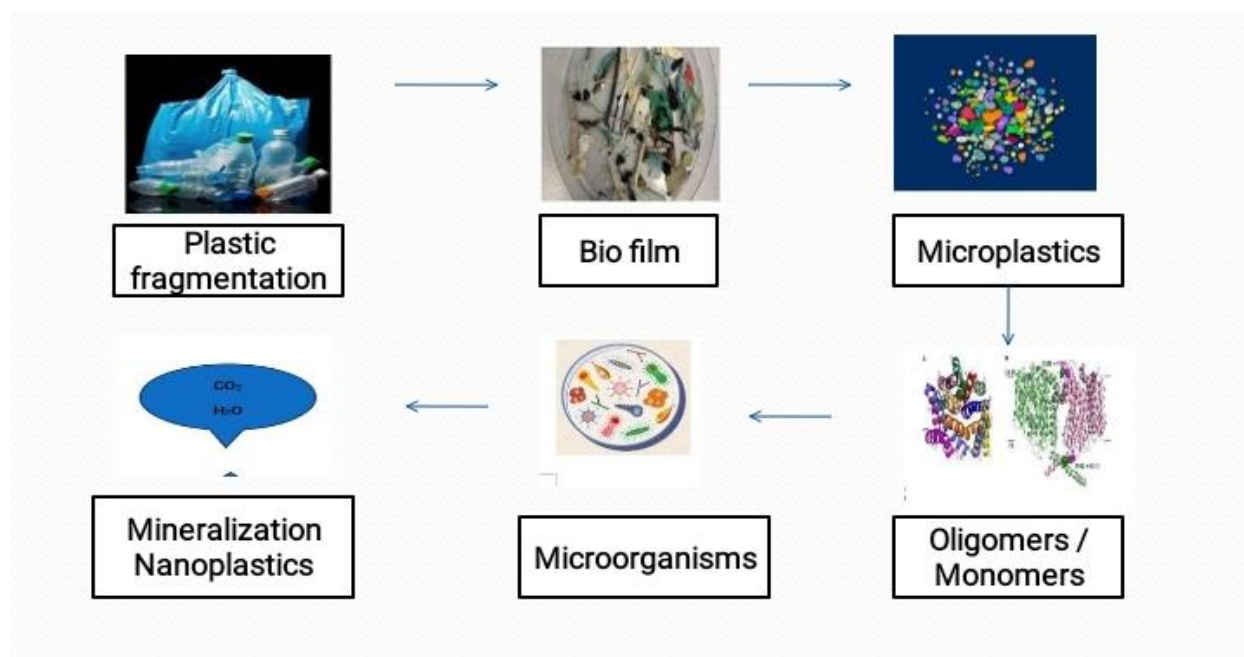 Plastic
fragmentation
Bio film
Microplastics
CO₂
H₂O
A
B
Mineralization
Nanoplastics
Microorganisms
Oligomers /
Monomers